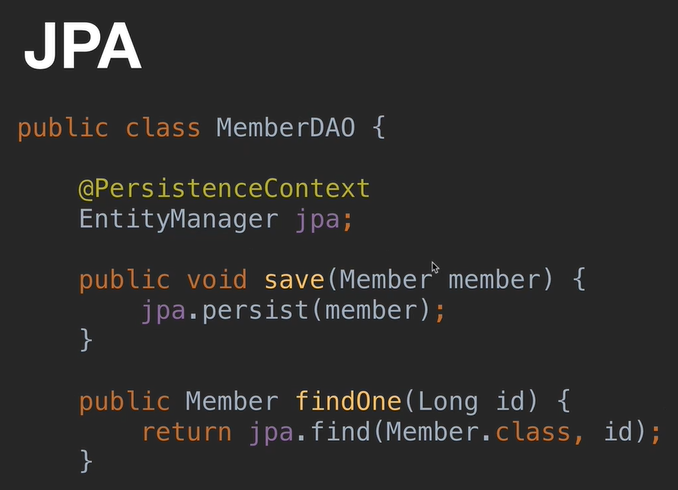 JPA
public class MemberDAO {
@PersistenceContext
EntityManager jpa;
public void save(Member member) {
jpa.persist(member);
}
public Member findOne(Long id) {
return jpa.find(Member.class, id);
}